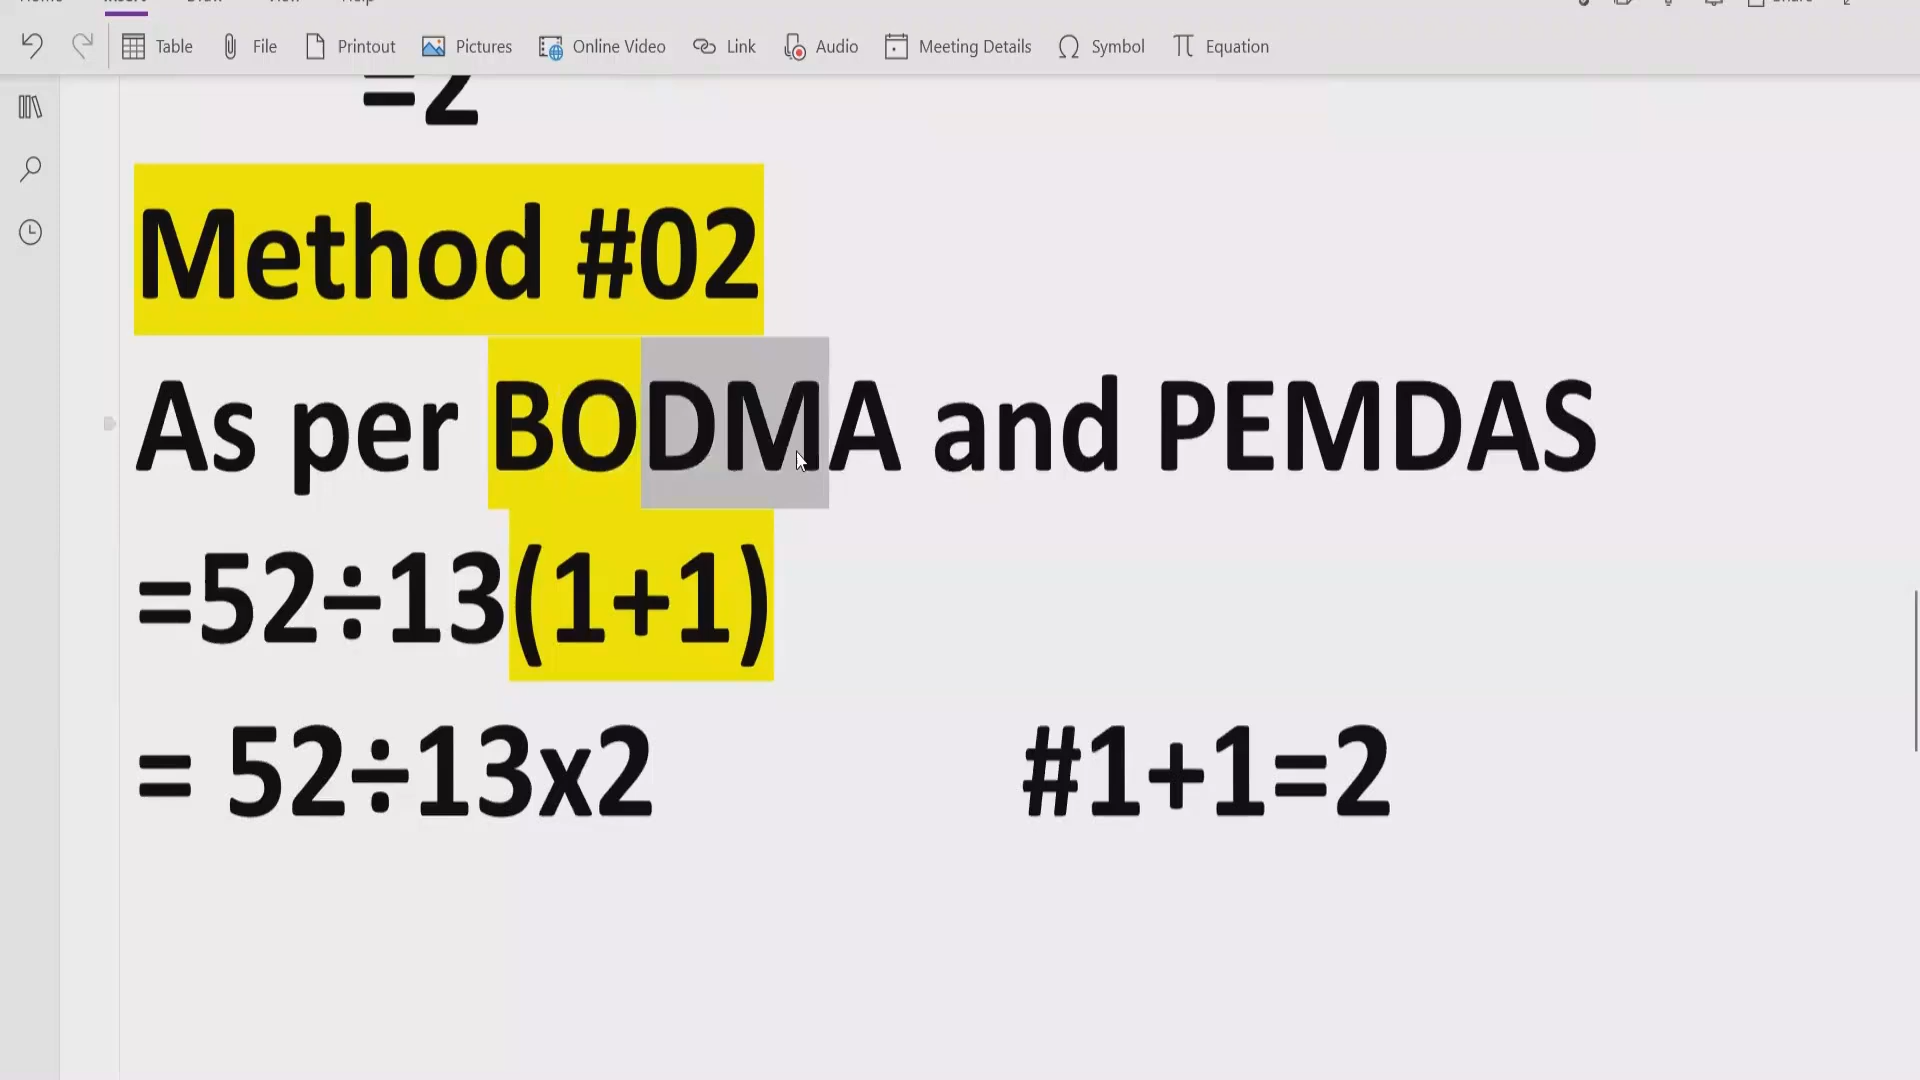 Table File Printout Pictures Online Video Link Audio Meeting Details Symbol Equation
=2
Method #02
As per BODMA and PEMDAS
=52÷13(1+1)
= 52÷13x2 #1+1=2